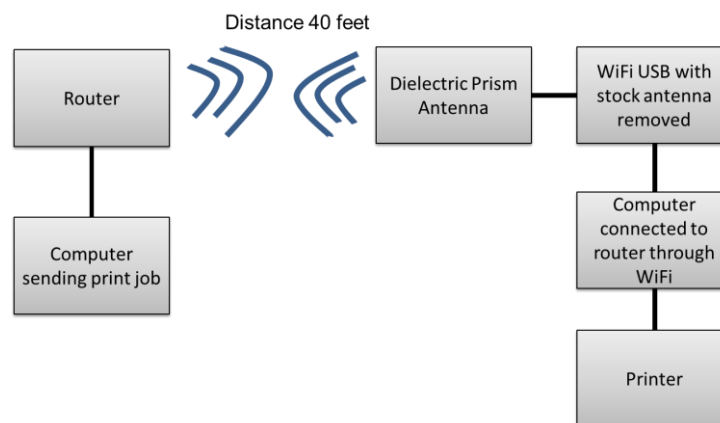 Distance 40 feet
Router
Dielectric Prism
Antenna
WiFi USB with
stock antenna
removed
Computer
sending print job
Computer
connected to
router through
WiFi
Printer